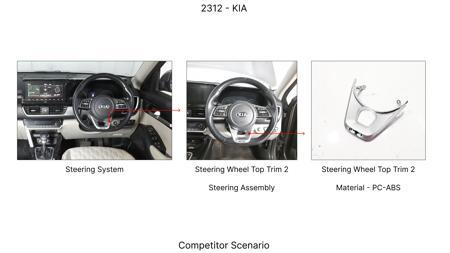 2312 - KIA
Steering System
Steering Wheel Top Trim 2
Steering Assembly
Steering Wheel Top Trim 2
Material - PC-ABS
Competitor Scenario